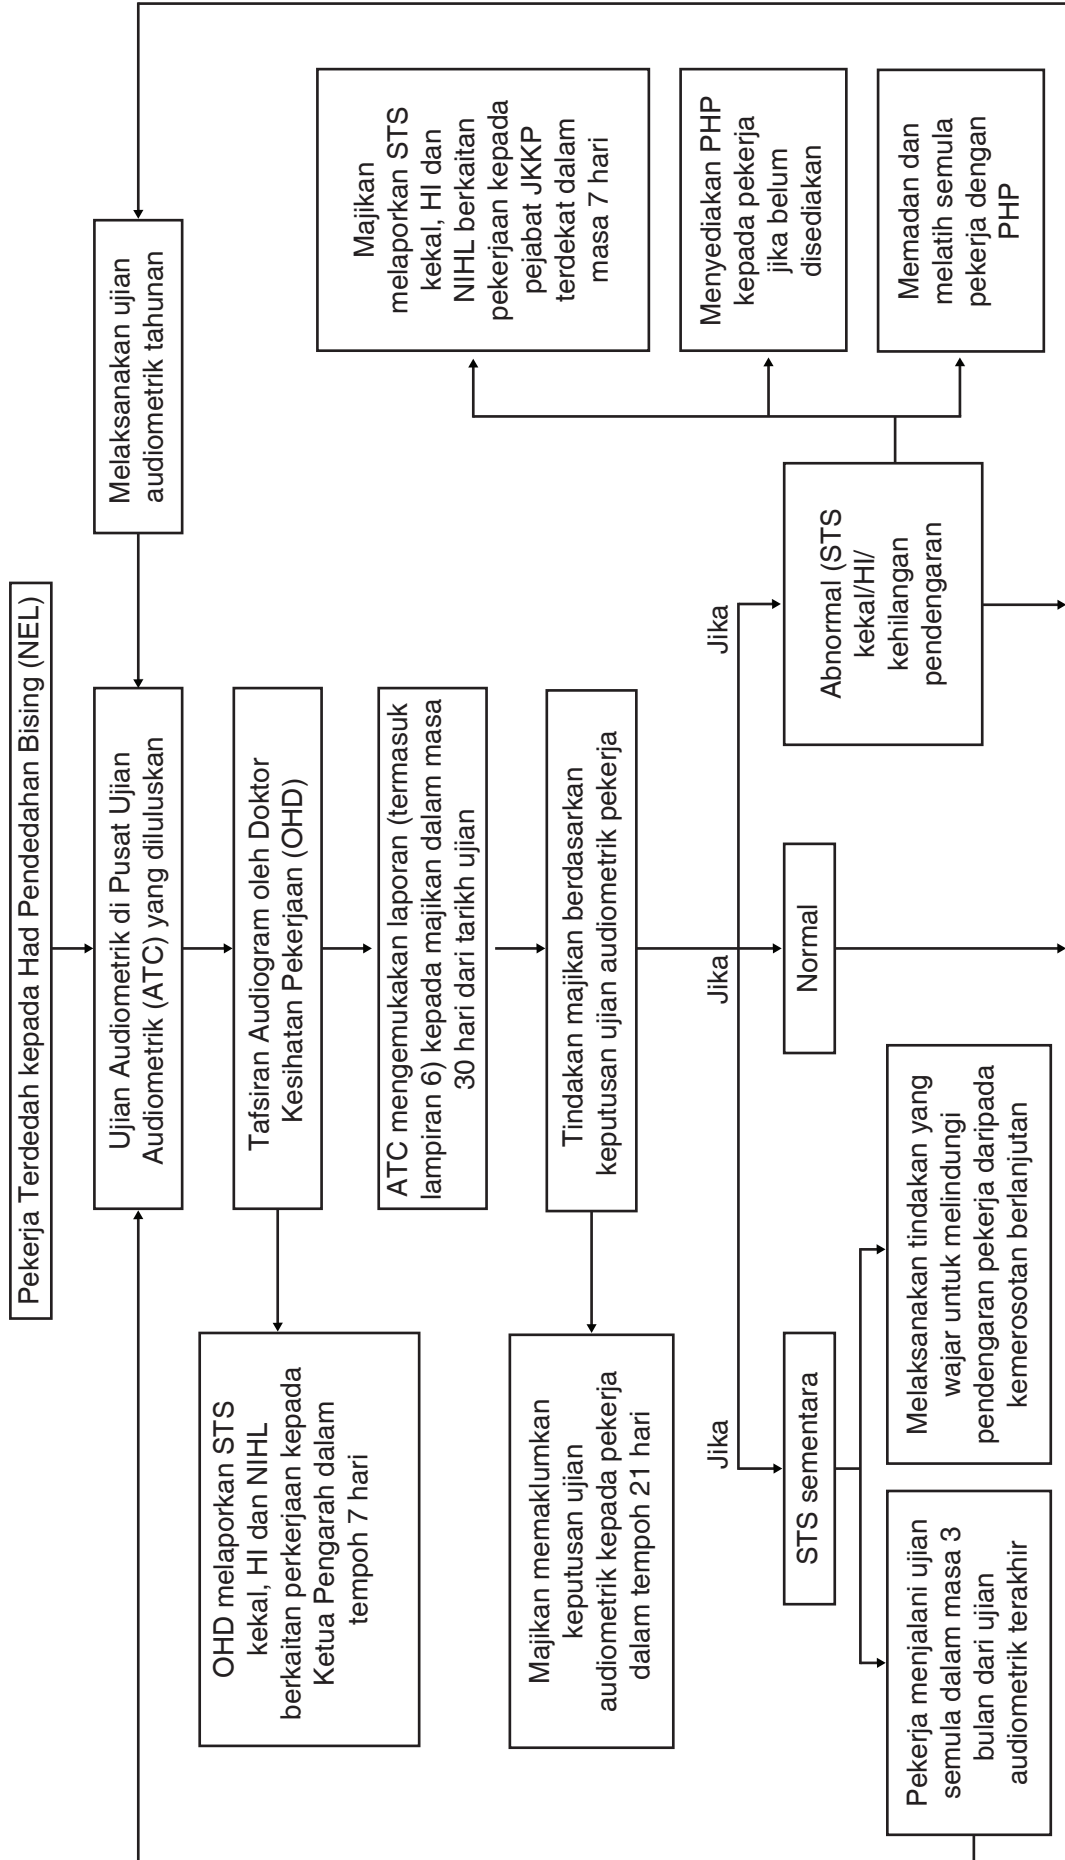 Pekerja Terdedah kepada Had Pendedahan Bising (NEL)
Ujian Audiometrik di Pusat Ujian
Audiometrik (ATC) yang diluluskan
Melaksanakan ujian
audiometrik tahunan
Tafsiran Audiogram oleh Doktor
Kesihatan Pekerjaan (OHD)
OHD melaporkan STS
kekal, HI dan NIHL
berkaitan perkerjaan kepada
Ketua Pengarah dalam
tempoh 7 hari
ATC mengemukakan laporan (termasuk
lampiran 6) kepada majikan dalam masa
30 hari dari tarikh ujian
Tindakan majikan berdasarkan
keputusan ujian audiometrik pekerja
Majikan memaklumkan
keputusan ujian
audiometrik kepada pekerja
dalam tempoh 21 hari
Jika
Jika
Jika
STS sementara
Normal
Abnormal (STS
kekal/HI/
kehilangan
pendengaran
Pekerja menjalani ujian
semula dalam masa 3
bulan dari ujian
audiometrik terakhir
Melaksanakan tindakan yang
wajar untuk melindungi
pendengaran pekerja daripada
kemerosotan berlanjutan
Majikan
melaporkan STS
kekal, HI dan
NIHL berkaitan
pekerjaan kepada
pejabat JKKP
terdekat dalam
masa 7 hari
Menyediakan PHP
kepada pekerja
jika belum
disediakan
Memadan dan
melatih semula
pekerja dengan
PHP